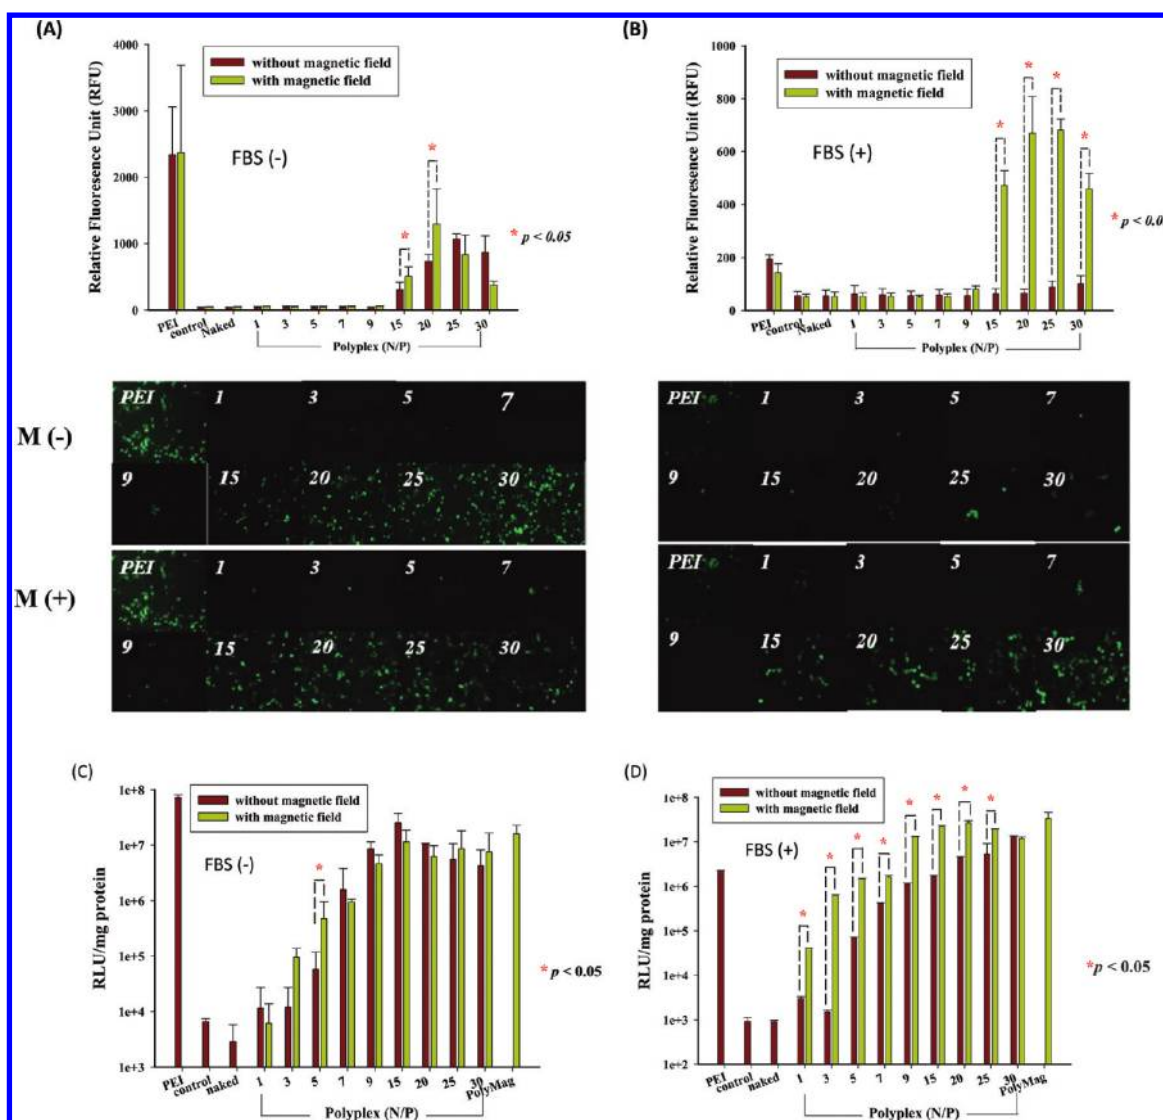 (A)
Relative Fluoresence Unit (RFU)
4000
3000
2000
1000
0
without magnetic field
with magnetic field
FBS (-)
*
*
* p < 0.05
PEI control Naked 1 3 5 7 9 15 20 25 30
Polyplex (N/P)
(B)
Relative Fluoresence Unit (RFU)
1000
800
600
400
200
0
without magnetic field
with magnetic field
FBS (+)
*
*
*
*
* p < 0.0
PEI control Naked 1 3 5 7 9 15 20 25 30
Polyplex (N/P)
M (-)
PEI 1 3 5 7
9 15 20 25 30
PEI 1 3 5 7
9 15 20 25 30
M (+)
PEI 1 3 5 7
9 15 20 25 30
PEI 1 3 5 7
9 15 20 25 30
(C)
RLU/mg protein
1e+8
1e+7
1e+6
1e+5
1e+4
1e+3
without magnetic field
with magnetic field
FBS (-)
*
* p < 0.05
PEI control naked 1 3 5 7 9 15 20 25 30 PolyMag
Polyplex (N/P)
(D)
RLU/mg protein
1e+8
1e+7
1e+6
1e+5
1e+4
1e+3
1e+2
without magnetic field
with magnetic field
FBS (+)
*
*
*
*
*
*
*
*
* p < 0.05
PEI control naked 1 3 5 7 9 15 20 25 30 PolyMag
Polyplex (N/P)